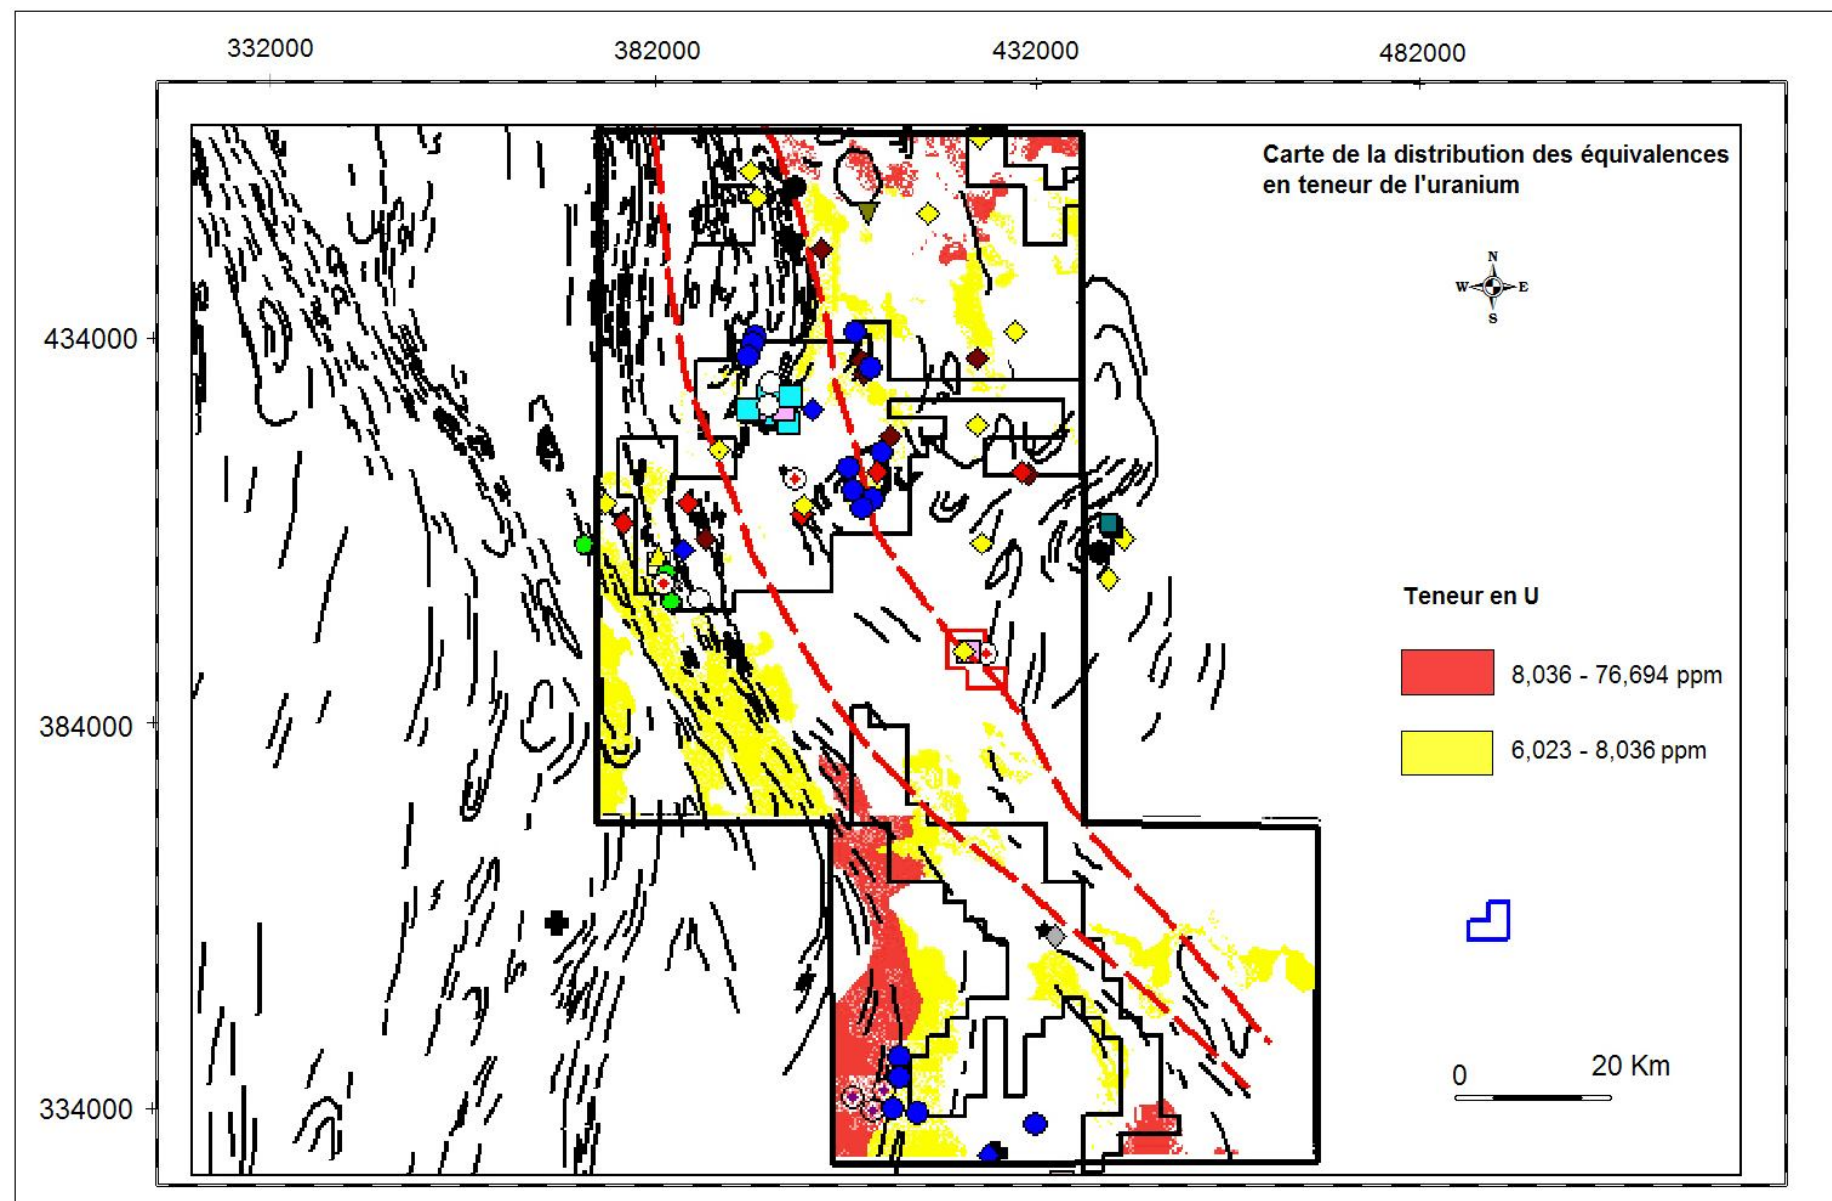 332000
382000
432000
482000
Carte de la distribution des équivalences
en teneur de l'uranium
N
W
E
S
434000
Teneur en U
8,036 - 76,694 ppm
384000
6,023 - 8,036 ppm
0
20 Km
334000